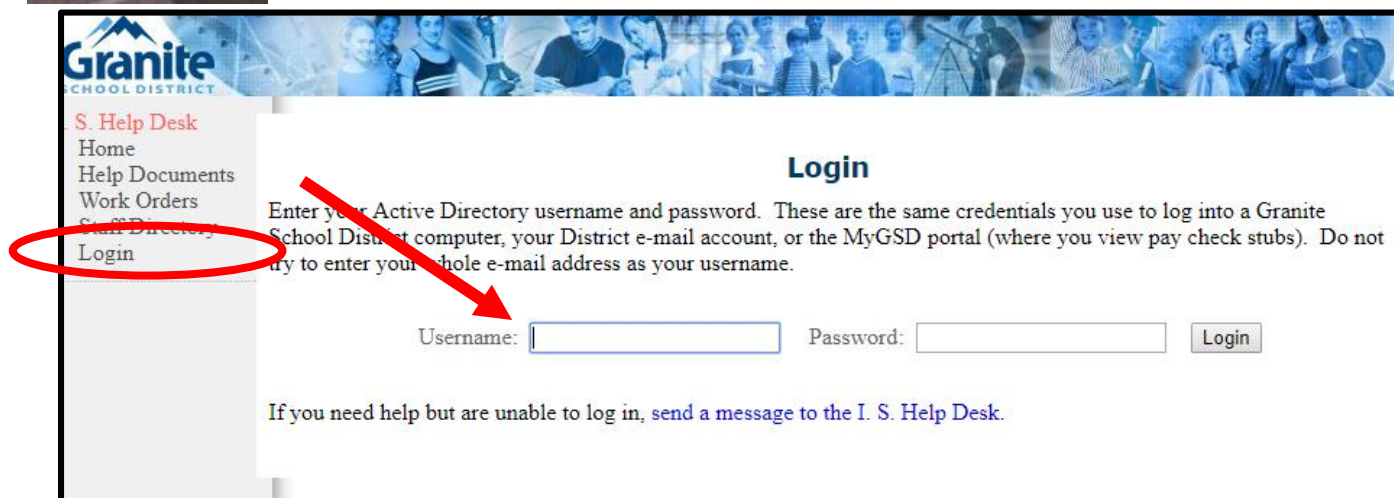 Granite
SCHOOL DISTRICT
. S. Help Desk
Home
Help Documents
Work Orders
Staff Directory
Login
Login
Enter your Active Directory username and password. These are the same credentials you use to log into a Granite
School District computer, your District e-mail account, or the MyGSD portal (where you view pay check stubs). Do not
try to enter your whole e-mail address as your username.
Username: Password: Login
If you need help but are unable to log in, send a message to the I. S. Help Desk.